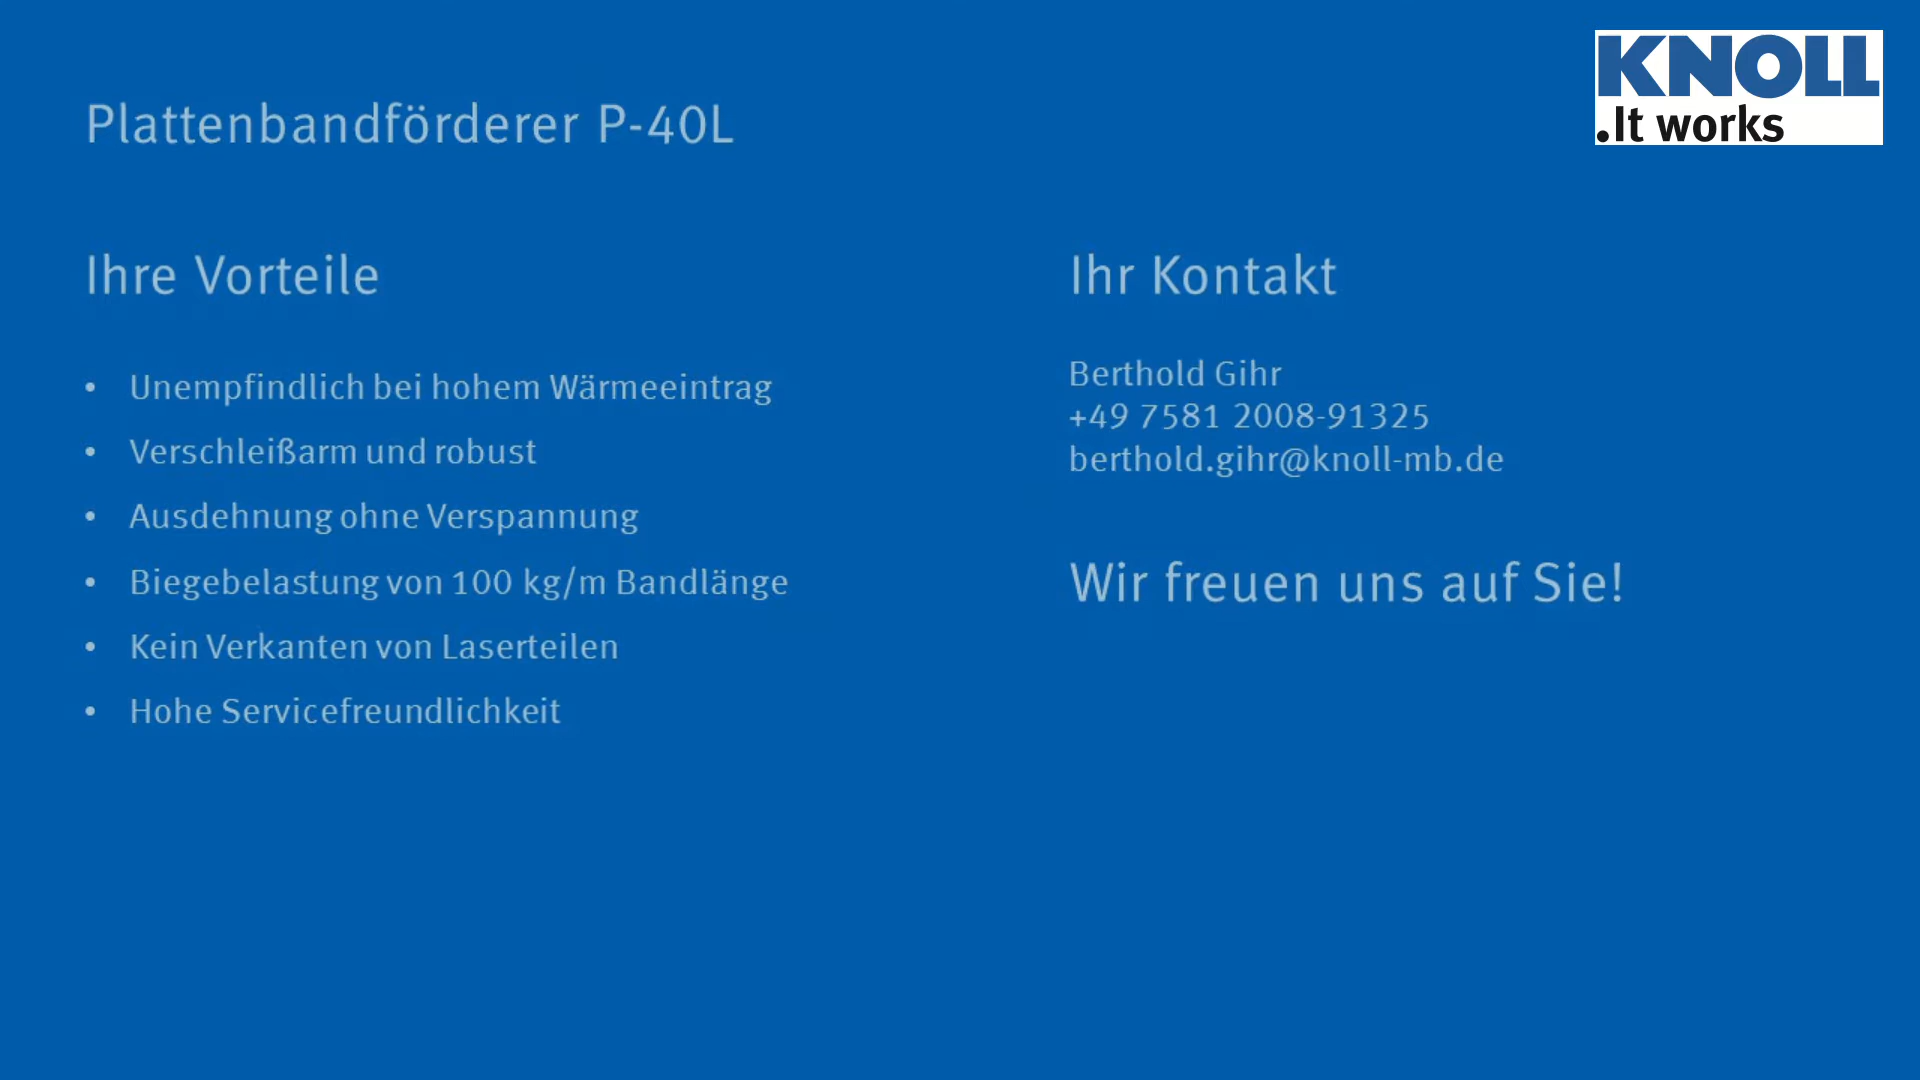 KNOLL
.It works
Plattenbandförderer P-40L
Ihre Vorteile
• Unempfindlich bei hohem Wärmeeintrag
• Verschleißarm und robust
• Ausdehnung ohne Verspannung
• Biegebelastung von 100 kg/m Bandlänge
• Kein Verkanten von Laserteilen
• Hohe Servicefreundlichkeit
Ihr Kontakt
Berthold Gihr
+49 7581 2008-91325
berthold.gihr@knoll-mb.de
Wir freuen uns auf Sie!